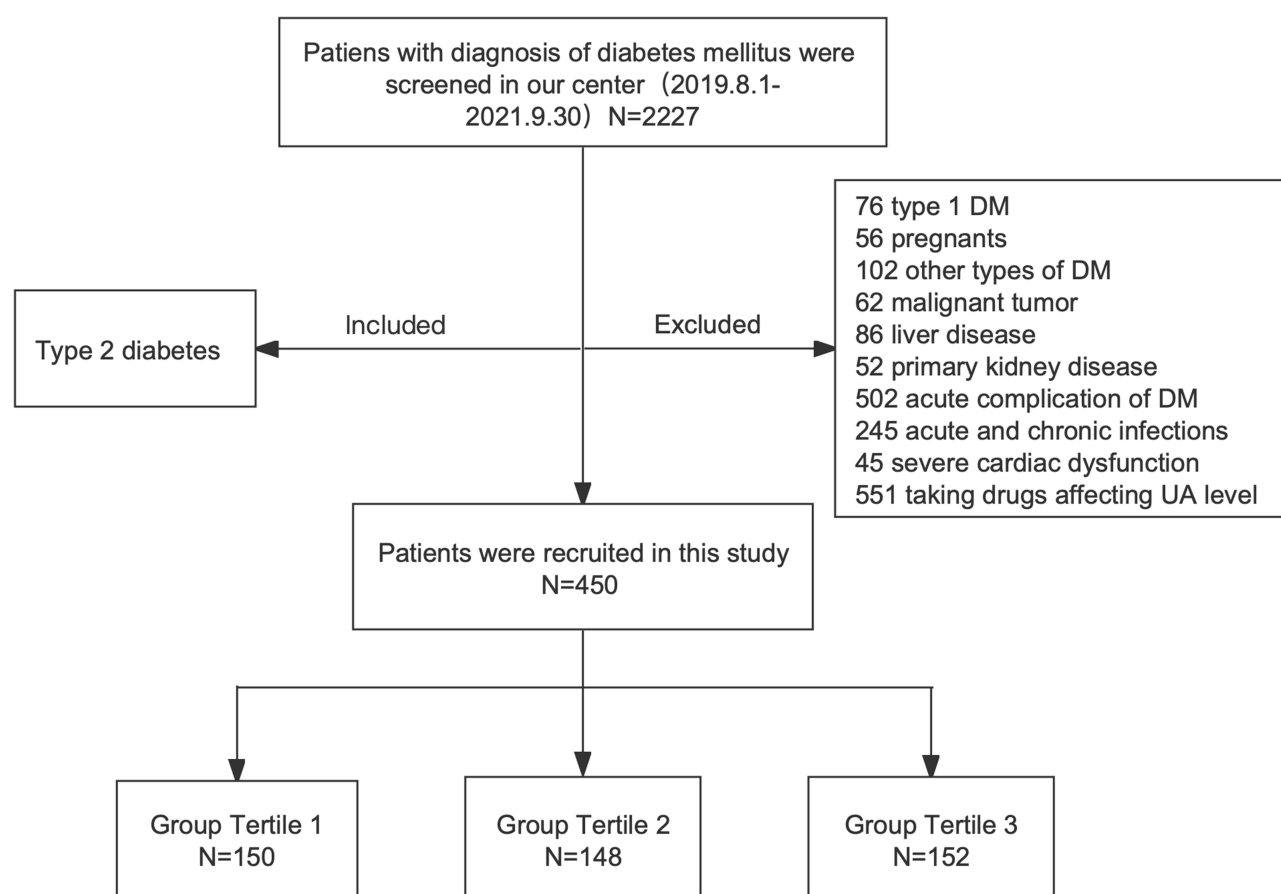 Patiens with diagnosis of diabetes mellitus were
screened in our center（2019.8.1-
2021.9.30）N=2227
76 type 1 DM
56 pregnants
102 other types of DM
62 malignant tumor
86 liver disease
52 primary kidney disease
502 acute complication of DM
245 acute and chronic infections
45 severe cardiac dysfunction
551 taking drugs affecting UA level
Included
Excluded
Type 2 diabetes
Patients were recruited in this study
N=450
Group Tertile 1
N=150
Group Tertile 2
N=148
Group Tertile 3
N=152